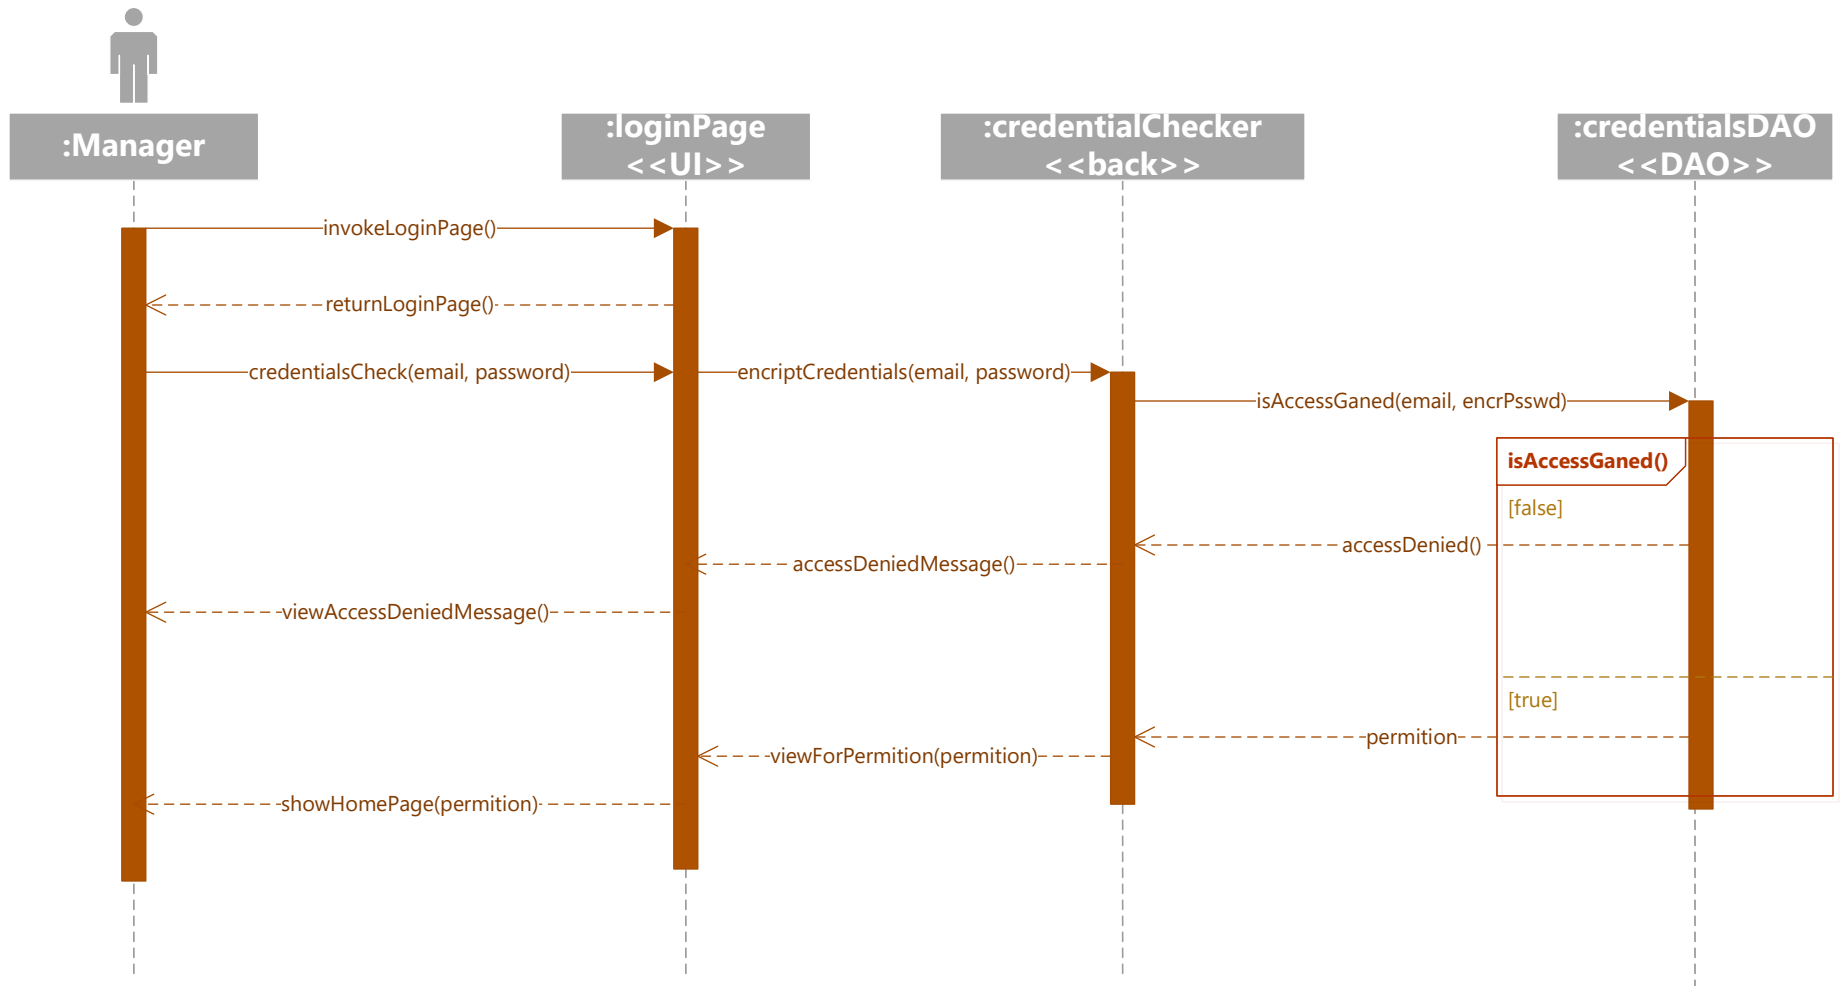 :Manager
:loginPage
<<UI>>
:credentialChecker
<<back>>
:credentialsDAO
<<DAO>>
invokeLoginPage()
returnLoginPage()
credentialsCheck(email, password)
encriptCredentials(email, password)
isAccessGaned(email, encrPsswd)
isAccessGaned()
[false]
accessDenied()
accessDeniedMessage()
viewAccessDeniedMessage()
[true]
permition
viewForPermition(permition)
showHomePage(permition)